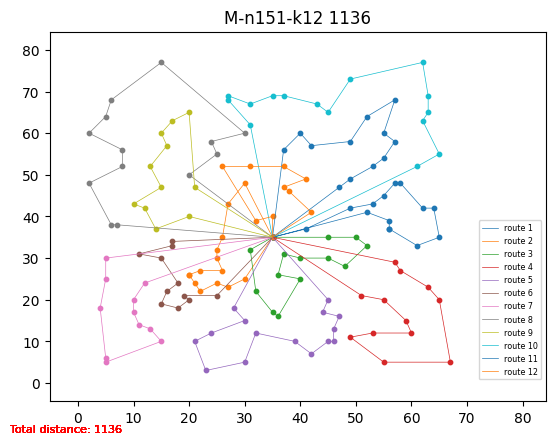 M-n151-k12 1136
80
70
60
50
40
30
20
10
0
0 10 20 30 40 50 60 70 80
route 1
route 2
route 3
route 4
route 5
route 6
route 7
route 8
route 9
route 10
route 11
route 12
Total distance: 1136